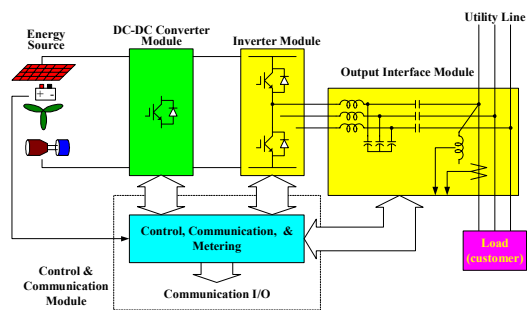 Energy
Source
DC-DC Converter
Module
Inverter Module
Utility Line
Output Interface Module
Control, Communication, &
Metering
Load
(customer)
Control &
Communication
Module
Communication I/O